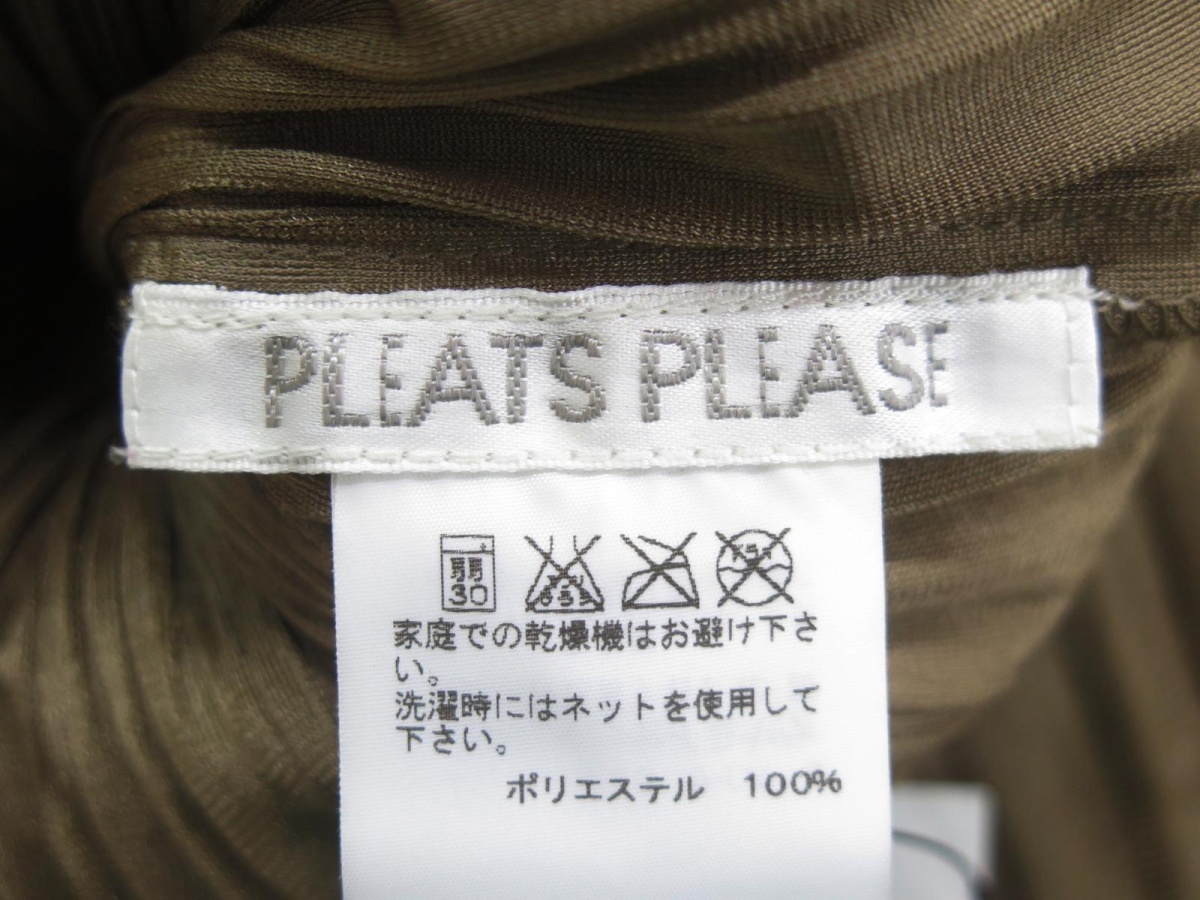 PLEATS PLEASE
弱
30
家庭での乾燥機はお避け下さ
い。
洗濯時にはネットを使用して
下さい。
ポリエステル 100%